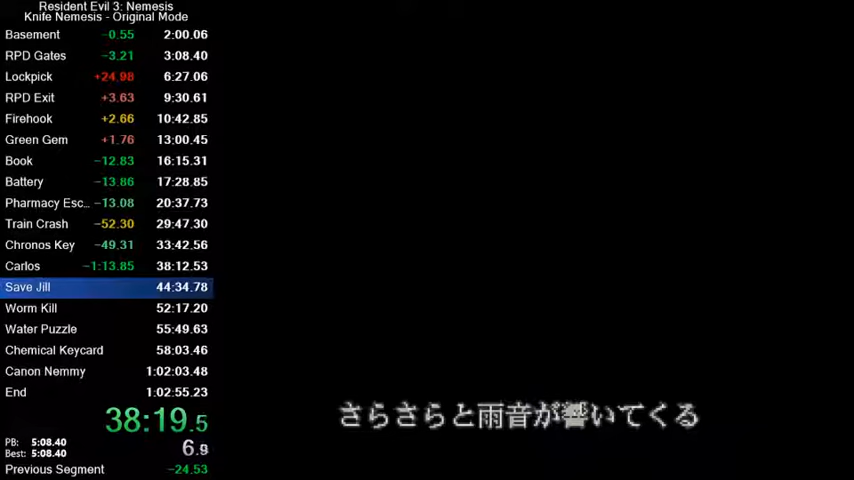 Resident Evil 3: Nemesis
Knife Nemesis - Original Mode
Basement -0.55 2:00.06
RPD Gates -3.21 3:08.40
Lockpick +24.98 6:27.06
RPD Exit +3.63 9:30.61
Firehook +2.66 10:42.85
Green Gem +1.76 13:00.45
Book -12.83 16:15.31
Battery -13.86 17:28.85
Pharmacy Esc... -13.08 20:37.73
Train Crash -52.30 29:47.30
Chronos Key -49.31 33:42.56
Carlos -1:13.85 38:12.53
Save Jill 44:34.78
Worm Kill 52:17.20
Water Puzzle 55:49.63
Chemical Keycard 58:03.46
Canon Nemmy 1:02:03.48
End 1:02:55.23
38:19.5
PB: 5:08.40
Best: 5:08.40
6.9
Previous Segment -24.53
さらさらと雨音が響いてくる